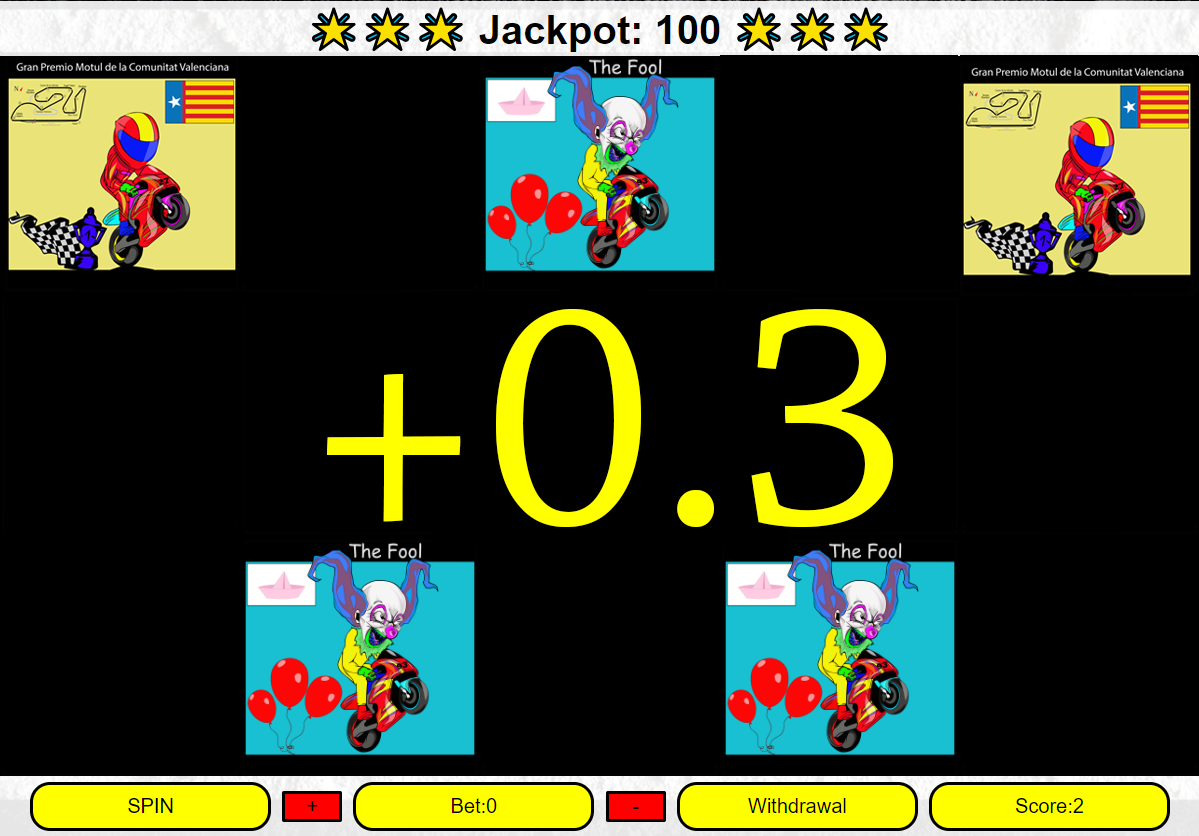 Jackpot: 100
Gran Premio Motul de la Comunitat Valenciana
The Fool
Gran Premio Motul de la Comunitat Valenciana
+0.3
The Fool
The Fool
SPIN
+
Bet:0
-
Withdrawal
Score:2